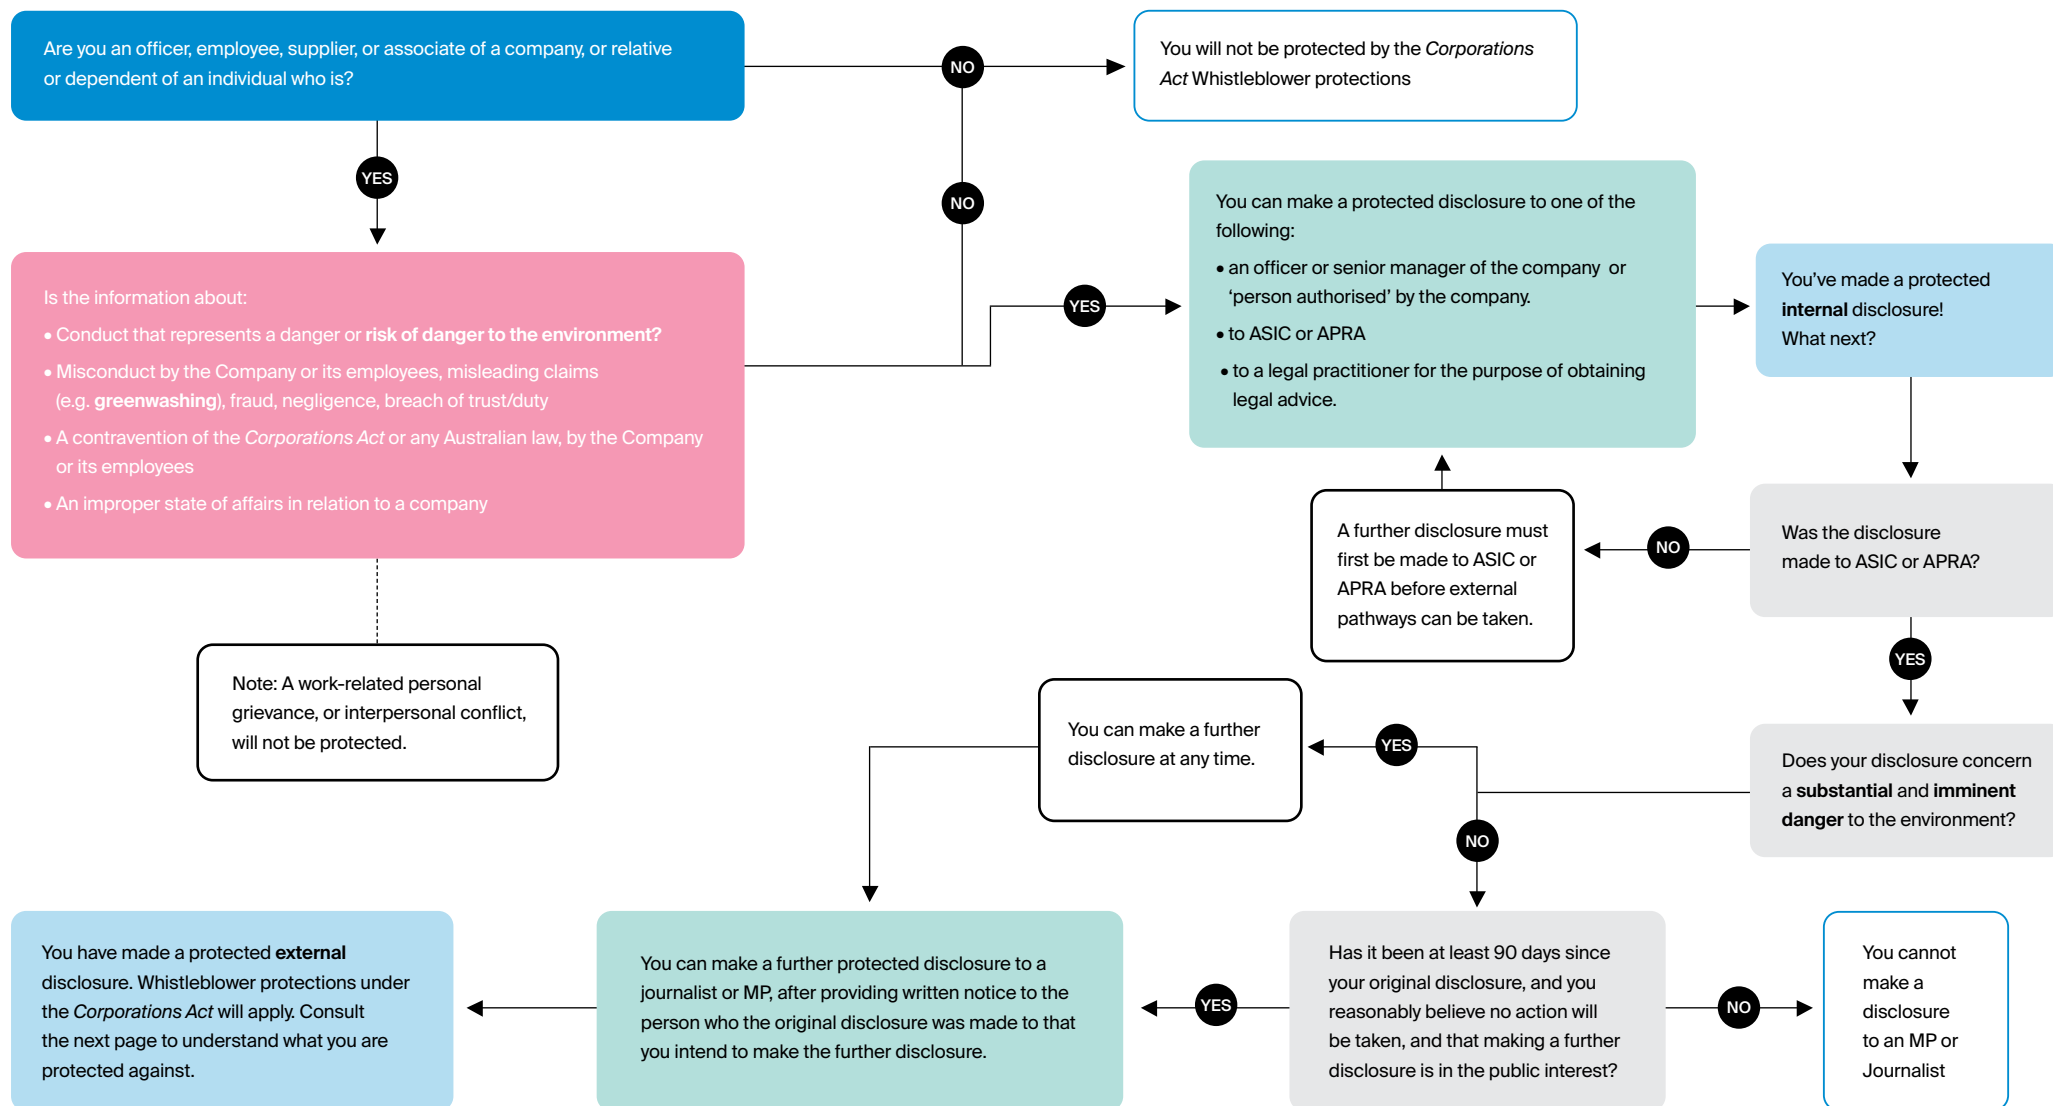 Are you an officer, employee, supplier, or associate of a company, or relative
or dependent of an individual who is?
NO
You will not be protected by the Corporations
Act Whistleblower protections
YES
NO
Is the information about:
• Conduct that represents a danger or risk of danger to the environment?
• Misconduct by the Company or its employees, misleading claims
(e.g. greenwashing), fraud, negligence, breach of trust/duty
• A contravention of the Corporations Act or any Australian law, by the Company
or its employees
• An improper state of affairs in relation to a company
Note: A work-related personal
grievance, or interpersonal conflict,
will not be protected.
YES
You can make a protected disclosure to one of the
following:
• an officer or senior manager of the company or
‘person authorised’ by the company.
• to ASIC or APRA
• to a legal practitioner for the purpose of obtaining
legal advice.
You’ve made a protected
internal disclosure!
What next?
Was the disclosure
made to ASIC or APRA?
NO
A further disclosure must
first be made to ASIC or
APRA before external
pathways can be taken.
YES
Does your disclosure concern
a substantial and imminent
danger to the environment?
YES
You can make a further
disclosure at any time.
NO
Has it been at least 90 days since
your original disclosure, and you
reasonably believe no action will
be taken, and that making a further
disclosure is in the public interest?
NO
You cannot
make a
disclosure
to an MP or
Journalist
YES
You can make a further protected disclosure to a
journalist or MP, after providing written notice to the
person who the original disclosure was made to that
you intend to make the further disclosure.
You have made a protected external
disclosure. Whistleblower protections under
the Corporations Act will apply. Consult
the next page to understand what you are
protected against.